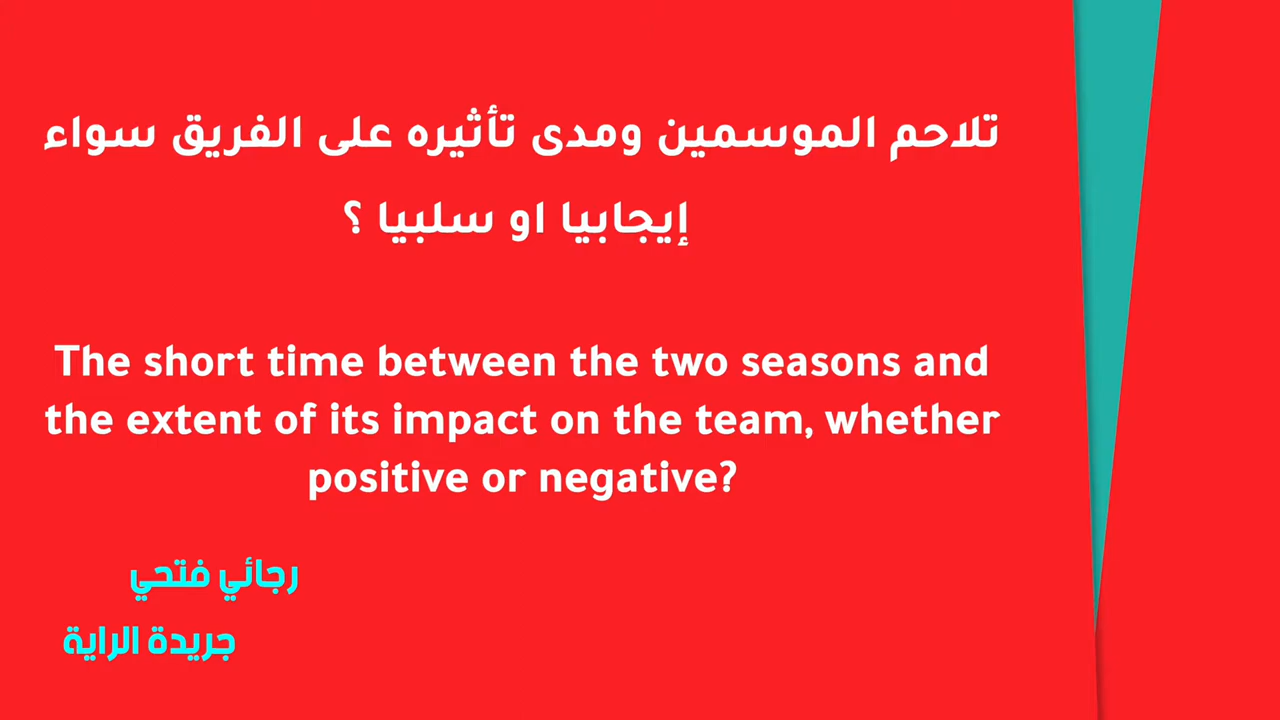 تلاحم الموسمين ومدى تأثيره على الفريق سواء
إيجابيا او سلبيا ؟
The short time between the two seasons and
the extent of its impact on the team, whether
positive or negative?
رجائي فتحي
جريدة الراية